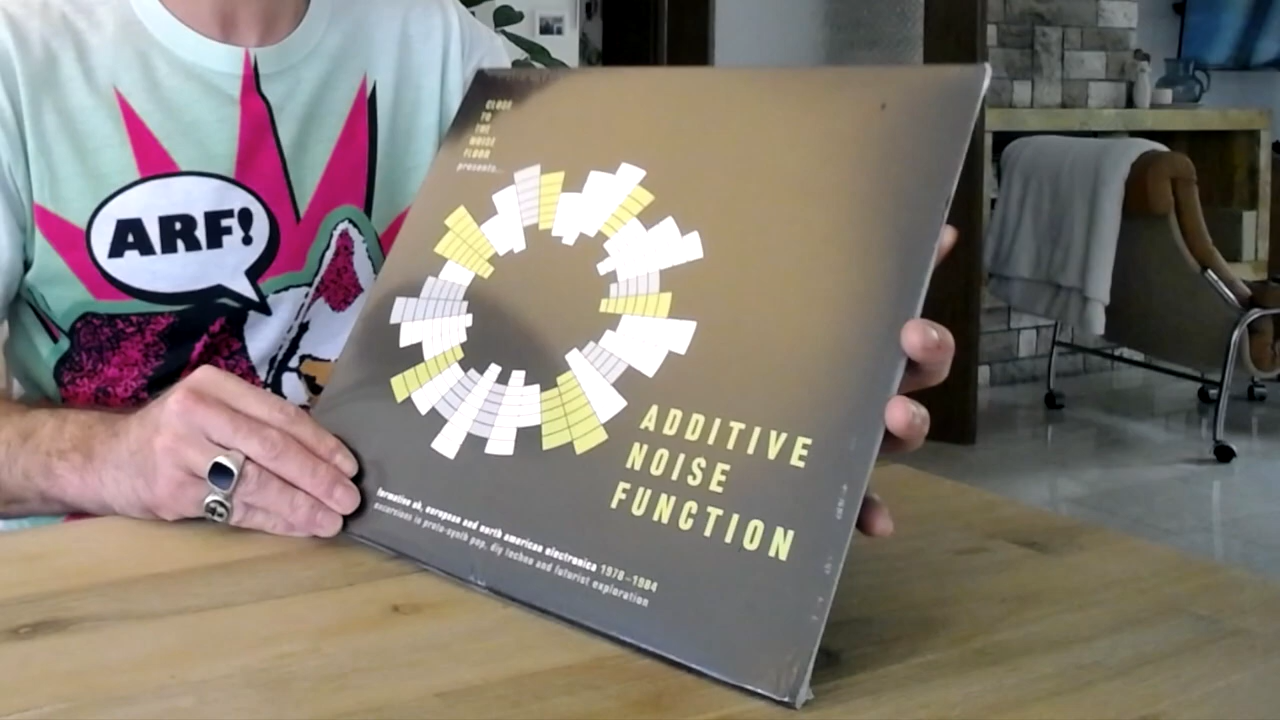 ARF!
CLOSE
TO
THE
NOISE
FLOOR
presents...
ADDITIVE
NOISE
FUNCTION
formative uk, european and north american electronica 1978-1984
excursions in proto-synth pop, diy techno and futurist exploration